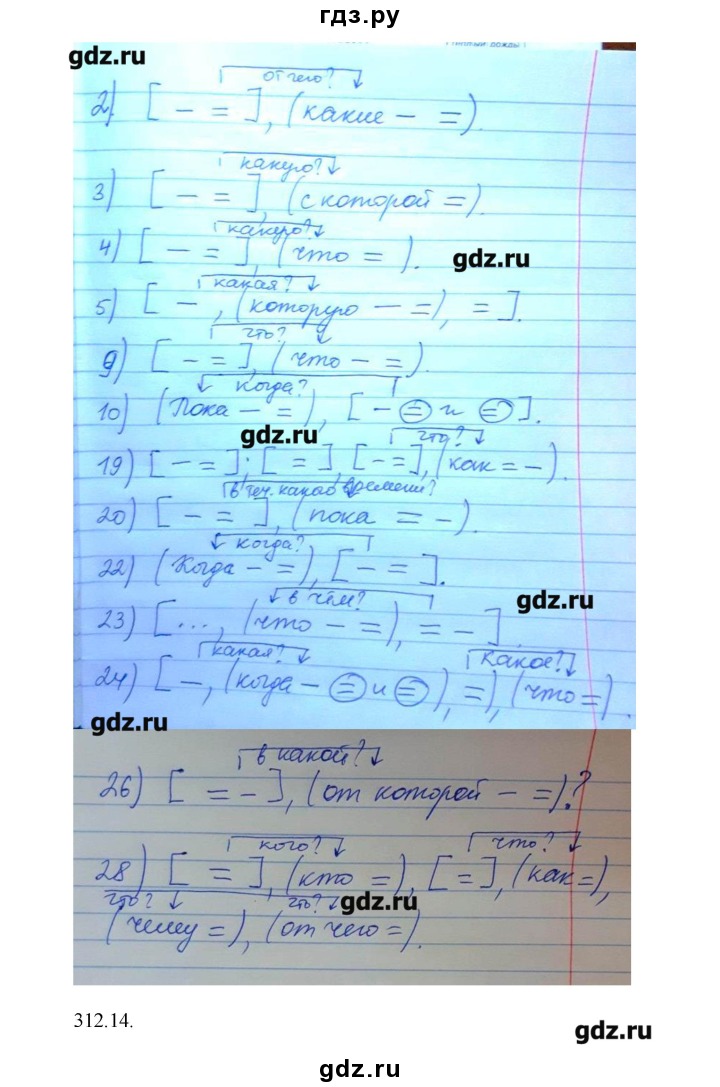 гдз.ру
gdz.ru
от чего?
2) [ – = ], (какие – =).
какую?
3) [ – = ], (с которой =).
какую?
4) [ – = ], (что = ).
gdz.ru
какая?
5) [ – , (которую – =), = ].
что?
9) [ – = ], (что – =).
когда?
10) (Пока – =), [ – = и = ].
gdz.ru
что?
19) [ – = ]: [ = ], [ – = ], (как = –).
в теч. какого времени?
20) [ – = ], (пока = –).
когда?
22) (Когда – =), [ – = ].
gdz.ru
в чём?
23) [ ..., (что – =), = – ]
какая? какое?
24) [ –, (когда – = и = ), =), (что =).
gdz.ru
в какой?
26) [ = – ], (от которой – =)?
кого? что?
28) [ = ], (кто =), [ = ], (как =),
что? что?
gdz.ru
(чему =), (от чего =).
312.14.
gdz.ru
gdz.ru